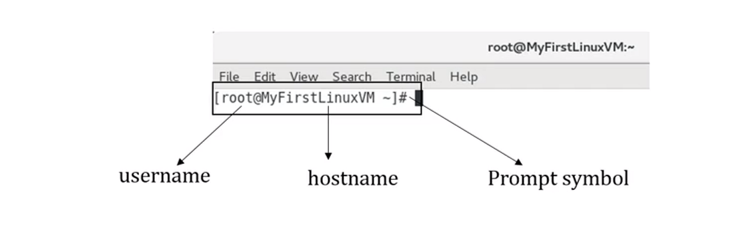 root@MyFirstLinuxVM:~
File Edit View Search Terminal Help
[root@MyFirstLinuxVM ~]#
username hostname Prompt symbol